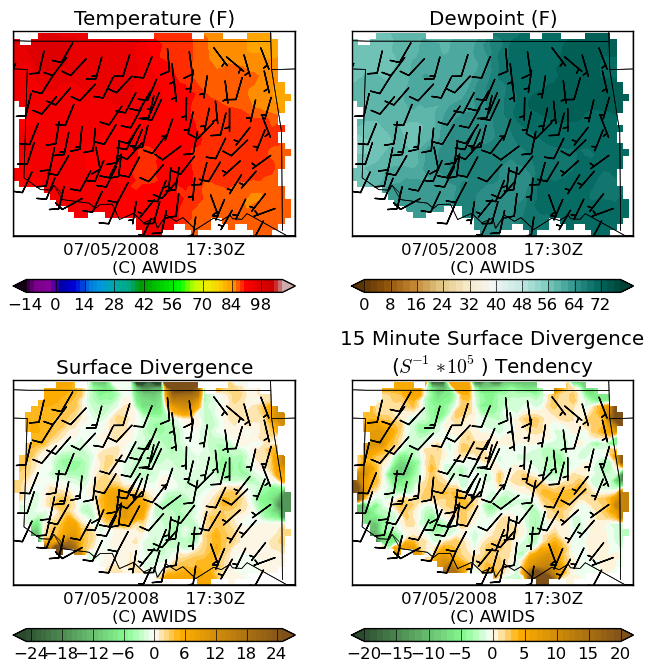 Temperature (F)
Dewpoint (F)
07/05/2008 17:30Z
(C) AWIDS
07/05/2008 17:30Z
(C) AWIDS
−14 0 14 28 42 56 70 84 98
0 8 16 24 32 40 48 56 64 72
Surface Divergence
15 Minute Surface Divergence
(S⁻¹ *10⁵ ) Tendency
07/05/2008 17:30Z
(C) AWIDS
07/05/2008 17:30Z
(C) AWIDS
−24 −18 −12 −6 0 6 12 18 24
−20 −15 −10 −5 0 5 10 15 20